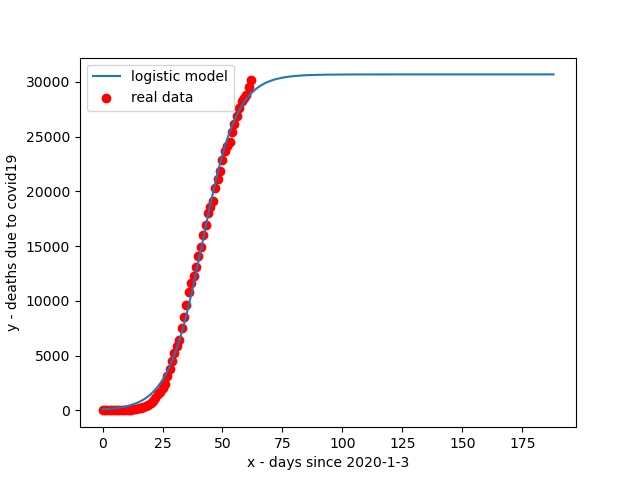 logistic model
real data
30000
25000
20000
15000
10000
5000
0
y - deaths due to covid19
0 25 50 75 100 125 150 175
x - days since 2020-1-3